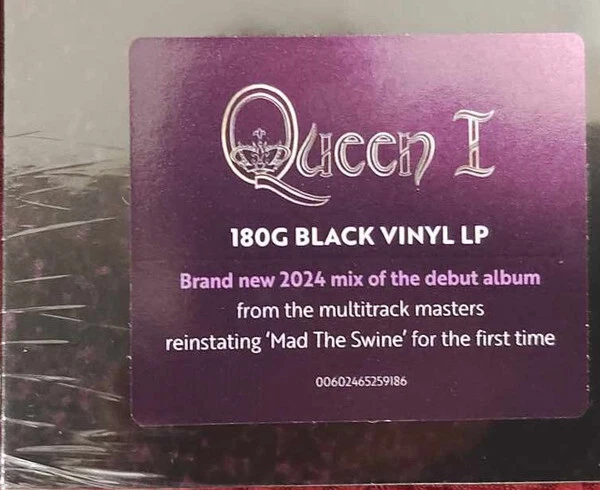 Queen I
180G BLACK VINYL LP
Brand new 2024 mix of the debut album
from the multitrack masters
reinstating ‘Mad The Swine’ for the first time
00602465259186